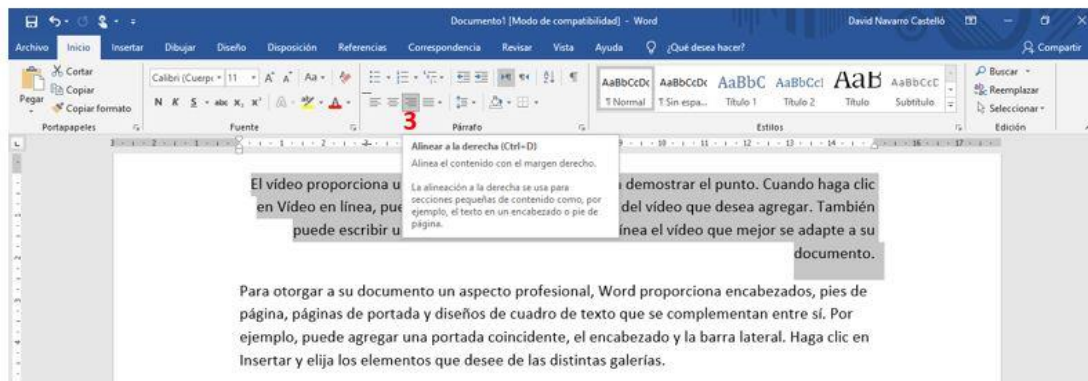 Documento1 [Modo de compatibilidad] - Word
David Navarro Castelló
Archivo Inicio Insertar Dibujar Diseño Disposición Referencias Correspondencia Revisar Vista Ayuda ¿Qué desea hacer? Compartir
Pegar
Cortar
Copiar
Copiar formato
Portapapeles
Calibri (Cuerpo 11
N K S abc X₂ X²
Fuente
3
Párrafo
AaBbCcDc AaBbCcDc AaBbC AaBbCcI AaB AaBbCcC
¶ Normal ¶ Sin espa... Título 1 Título 2 Título Subtítulo
Estilos
Buscar
Reemplazar
Seleccionar
Edición
Alinear a la derecha (Ctrl+D)
Alinea el contenido con el margen derecho.
La alineación a la derecha se usa para
secciones pequeñas de contenido como, por
ejemplo, el texto en un encabezado o pie de
página.
El vídeo proporciona u demostrar el punto. Cuando haga clic
en Vídeo en línea, pue del vídeo que desea agregar. También
puede escribir u ínea el vídeo que mejor se adapte a su
documento.
Para otorgar a su documento un aspecto profesional, Word proporciona encabezados, pies de
página, páginas de portada y diseños de cuadro de texto que se complementan entre sí. Por
ejemplo, puede agregar una portada coincidente, el encabezado y la barra lateral. Haga clic en
Insertar y elija los elementos que desee de las distintas galerías.